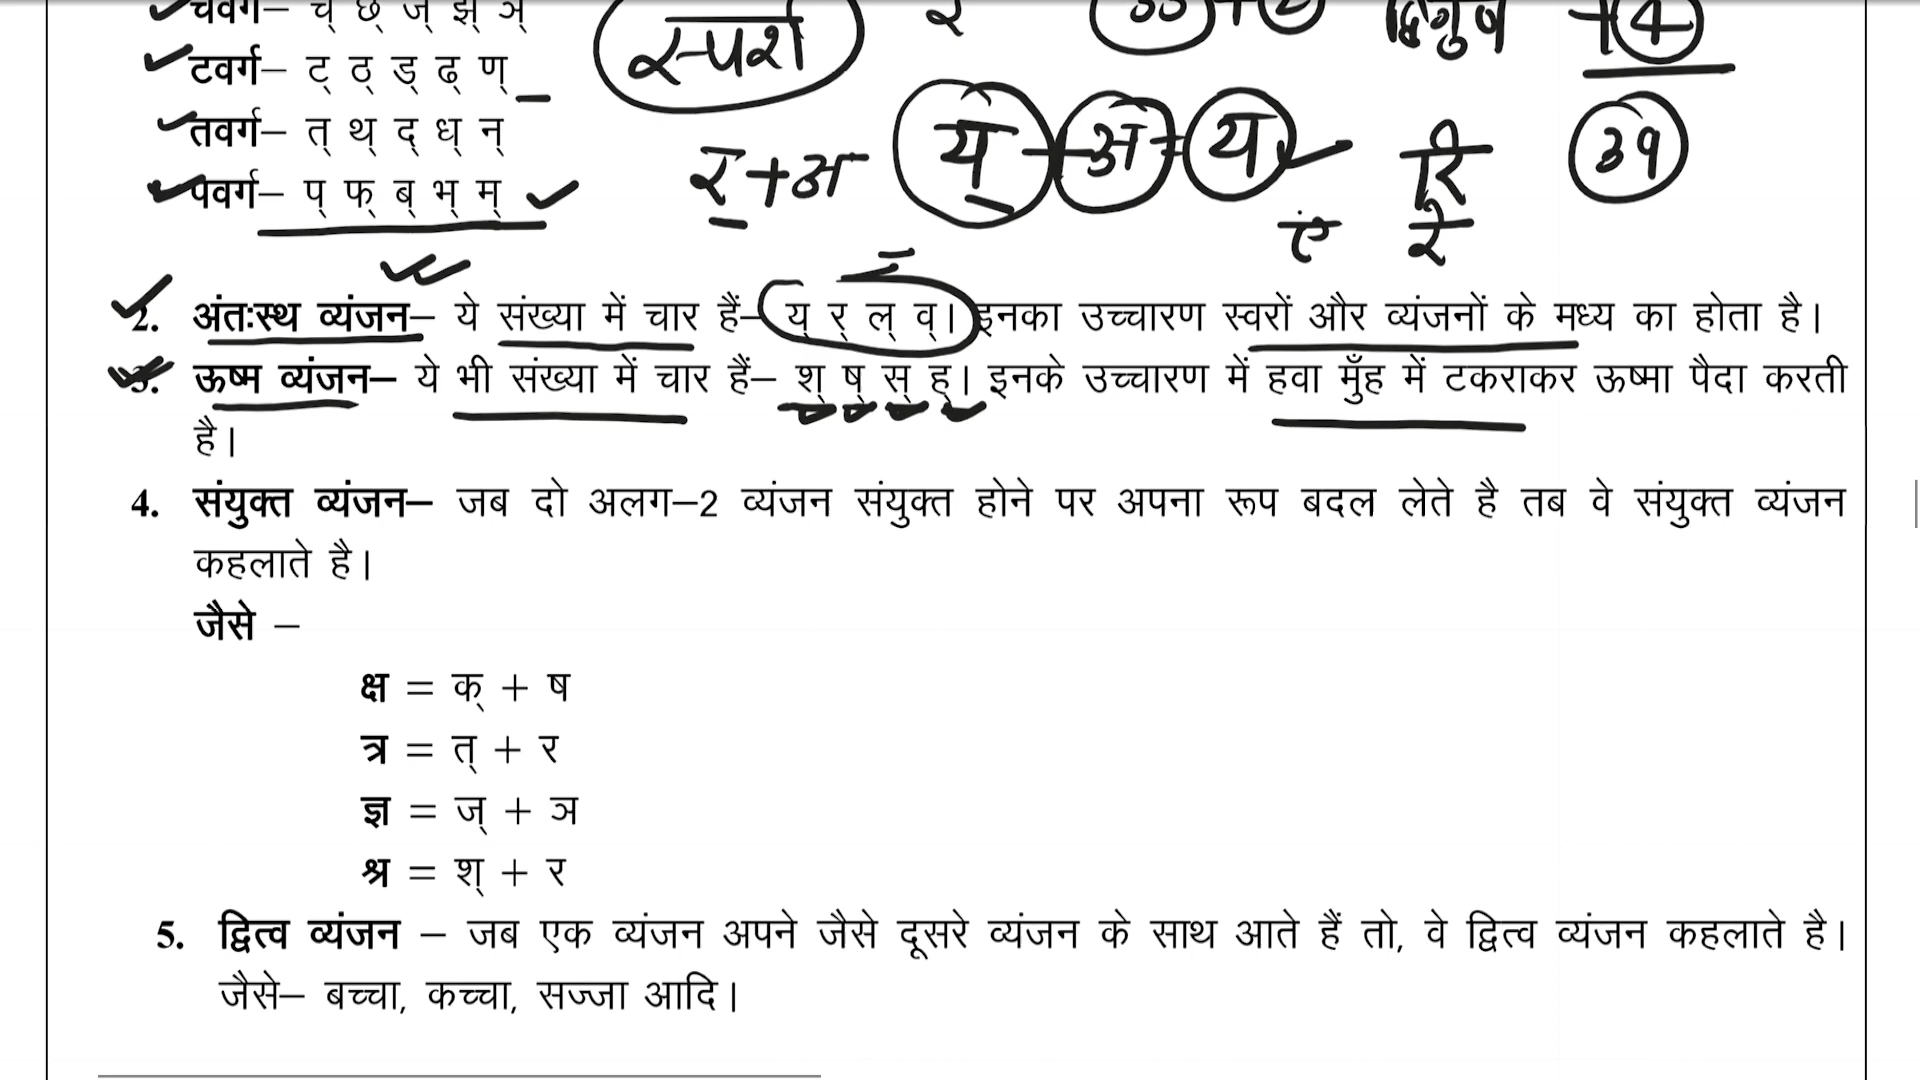 चवर्ग– च् छ् ज् झ् ञ्
टवर्ग– ट् ठ् ड् ढ् ण्
स्पर्श
द्विगुण +4
तवर्ग– त् थ् द् ध् न्
र + अ य + अ = य रि 39
पवर्ग– प् फ् ब् भ् म्
ए रे
2. अंतःस्थ व्यंजन– ये संख्या में चार हैं– य् र् ल् व्। इनका उच्चारण स्वरों और व्यंजनों के मध्य का होता है।
3. ऊष्म व्यंजन– ये भी संख्या में चार हैं– श् ष् स् ह्। इनके उच्चारण में हवा मुँह में टकराकर ऊष्मा पैदा करती
है।
4. संयुक्त व्यंजन– जब दो अलग–2 व्यंजन संयुक्त होने पर अपना रूप बदल लेते है तब वे संयुक्त व्यंजन
कहलाते है।
जैसे –
क्ष = क् + ष
त्र = त् + र
ज्ञ = ज् + ञ
श्र = श् + र
5. द्वित्व व्यंजन – जब एक व्यंजन अपने जैसे दूसरे व्यंजन के साथ आते हैं तो, वे द्वित्व व्यंजन कहलाते है।
जैसे– बच्चा, कच्चा, सज्जा आदि।